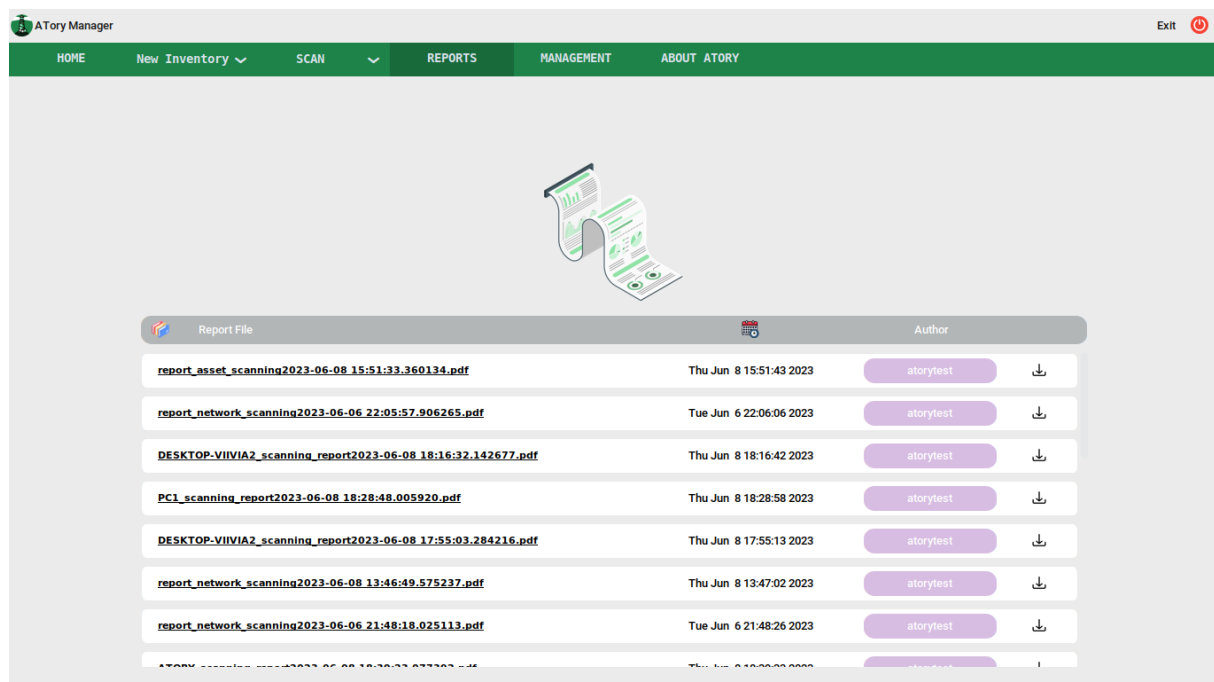 ATory Manager Exit
HOME New Inventory SCAN REPORTS MANAGEMENT ABOUT ATORY
Report File Author
report_asset_scanning2023-06-08 15:51:33.360134.pdf Thu Jun 8 15:51:43 2023 atorytest
report_network_scanning2023-06-06 22:05:57.906265.pdf Tue Jun 6 22:06:06 2023 atorytest
DESKTOP-VIIVIA2_scanning_report2023-06-08 18:16:32.142677.pdf Thu Jun 8 18:16:42 2023 atorytest
PC1_scanning_report2023-06-08 18:28:48.005920.pdf Thu Jun 8 18:28:58 2023 atorytest
DESKTOP-VIIVIA2_scanning_report2023-06-08 17:55:03.284216.pdf Thu Jun 8 17:55:13 2023 atorytest
report_network_scanning2023-06-08 13:46:49.575237.pdf Thu Jun 8 13:47:02 2023 atorytest
report_network_scanning2023-06-06 21:48:18.025113.pdf Tue Jun 6 21:48:26 2023 atorytest